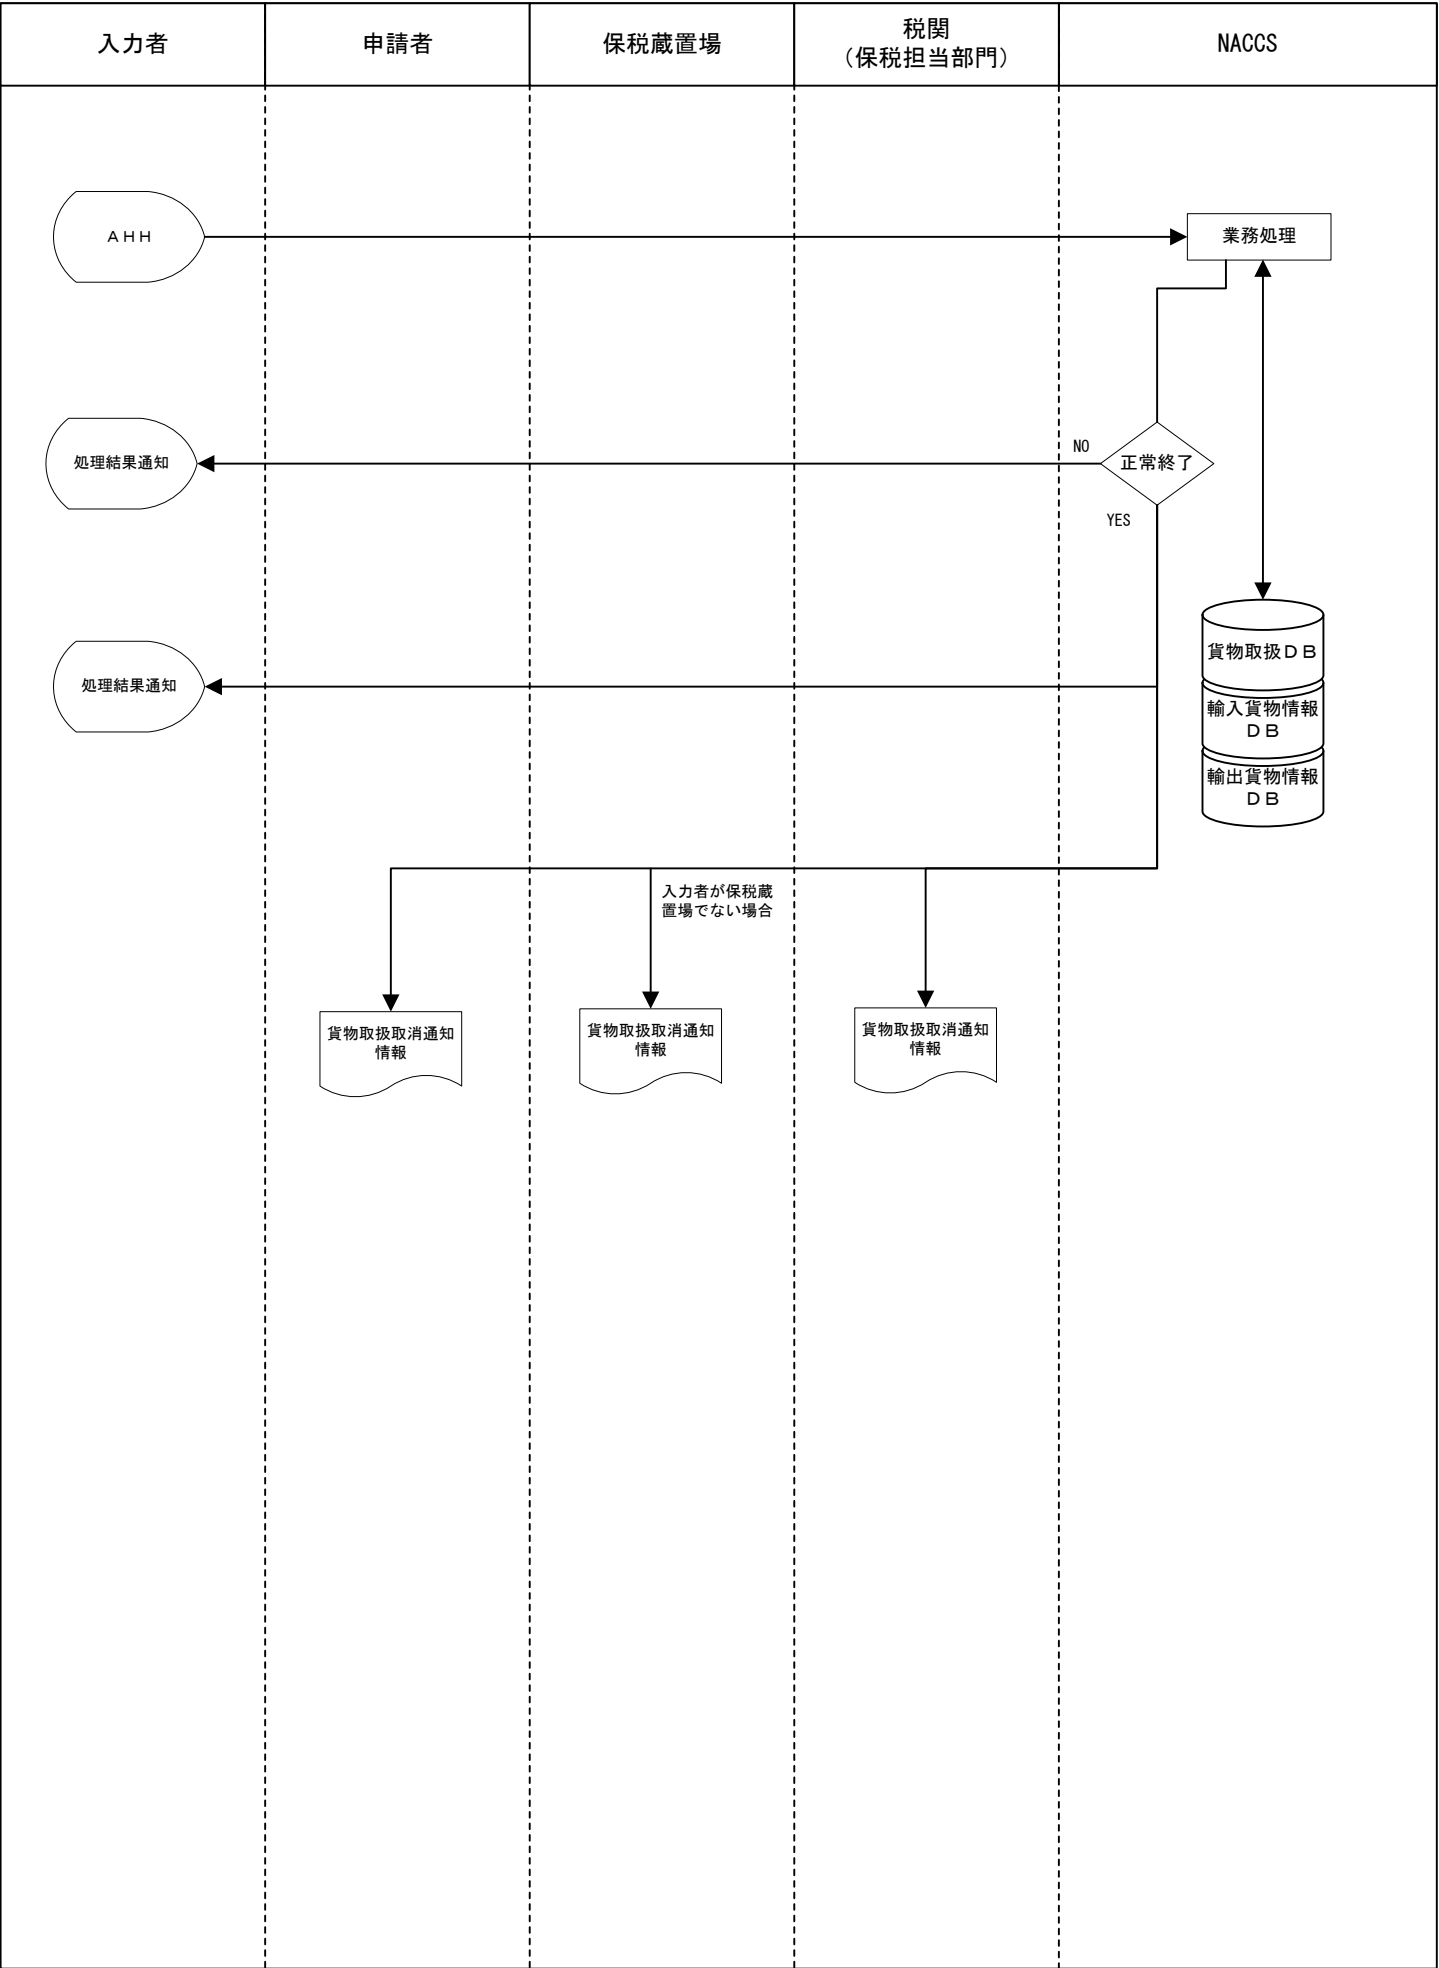 入力者
申請者
保税蔵置場
税関
（保税担当部門）
NACCS
ＡＨＨ
業務処理
処理結果通知
NO
正常終了
YES
処理結果通知
貨物取扱ＤＢ
輸入貨物情報
ＤＢ
輸出貨物情報
ＤＢ
入力者が保税蔵
置場でない場合
貨物取扱取消通知
情報
貨物取扱取消通知
情報
貨物取扱取消通知
情報